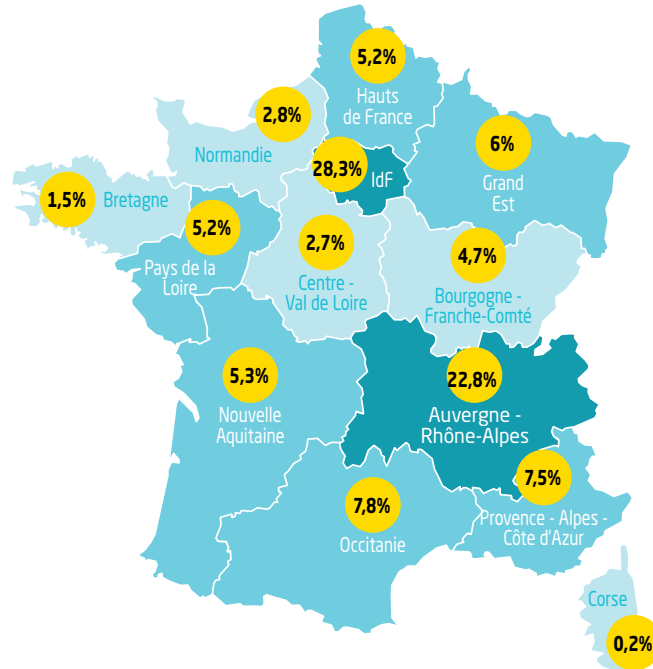 5,2%
Hauts
de France
2,8%
Normandie
28,3%
IdF
6%
Grand
Est
1,5%
Bretagne
5,2%
Pays de la
Loire
2,7%
Centre -
Val de Loire
4,7%
Bourgogne -
Franche-Comté
5,3%
Nouvelle
Aquitaine
22,8%
Auvergne -
Rhône-Alpes
7,8%
Occitanie
7,5%
Provence - Alpes -
Côte d'Azur
Corse
0,2%